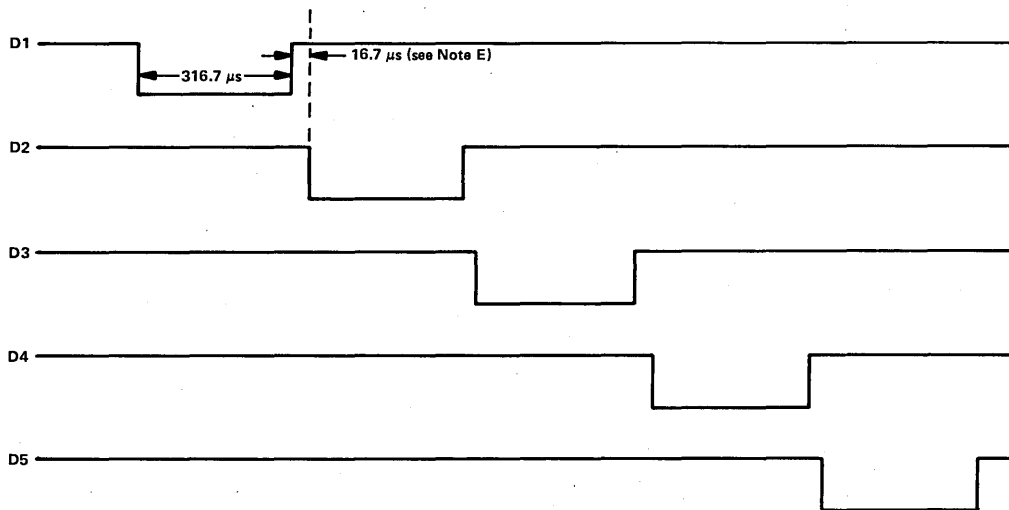 D1
16.7 μs (see Note E)
316.7 μs
D2
D3
D4
D5